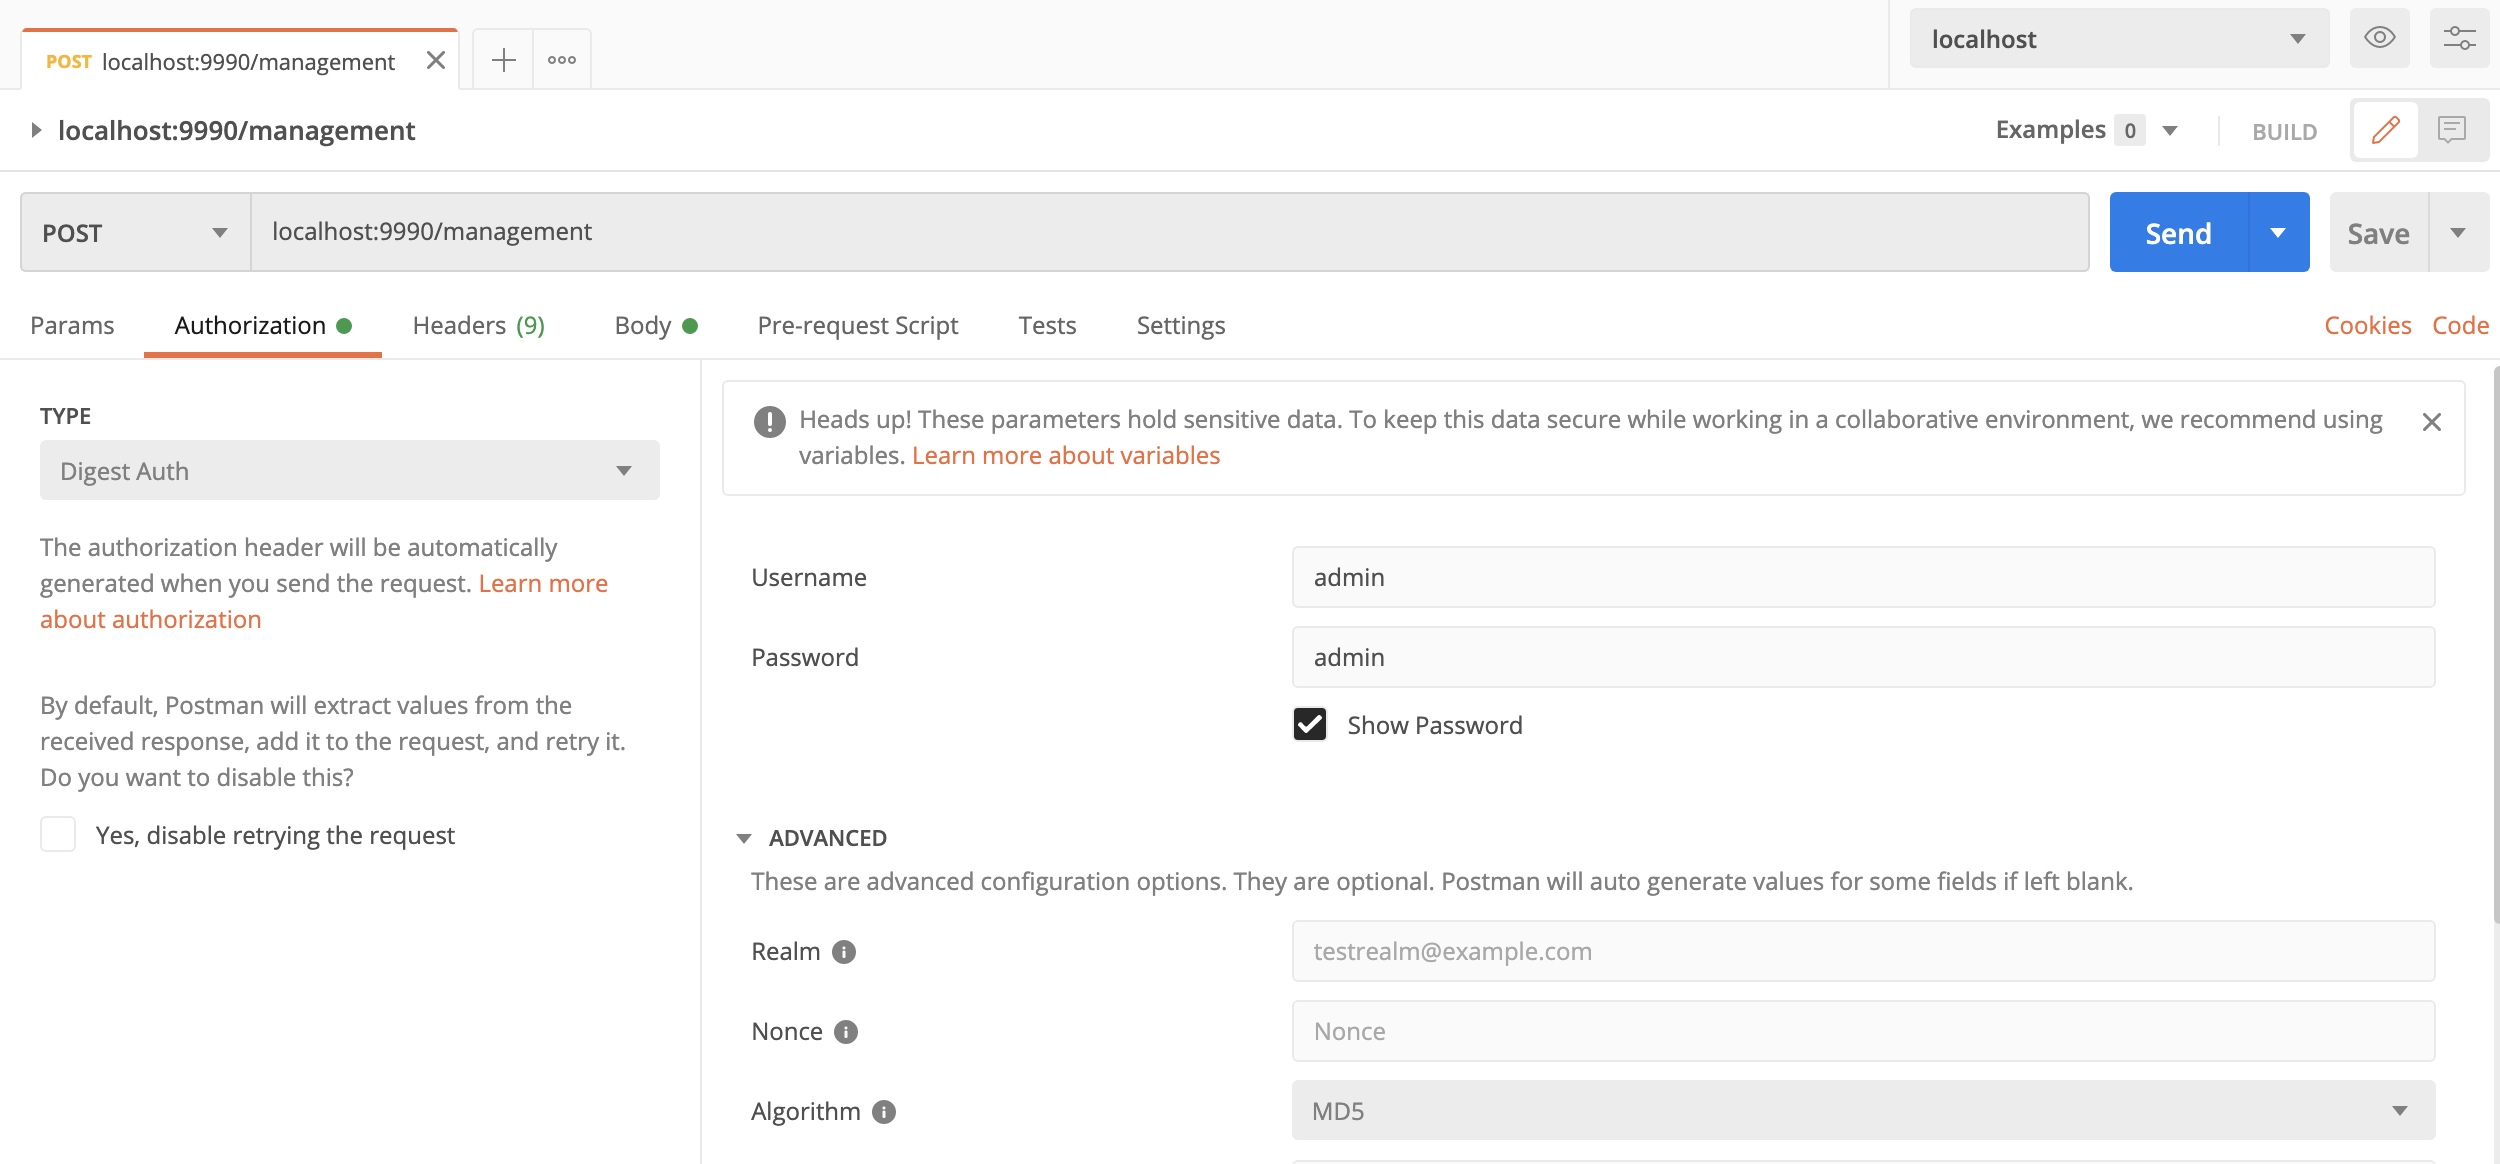 POST localhost:9990/management
localhost
localhost:9990/management
Examples 0 BUILD
POST localhost:9990/management Send Save
Params Authorization Headers (9) Body Pre-request Script Tests Settings Cookies Code
TYPE
Digest Auth
The authorization header will be automatically
generated when you send the request. Learn more
about authorization
By default, Postman will extract values from the
received response, add it to the request, and retry it.
Do you want to disable this?
Yes, disable retrying the request
Heads up! These parameters hold sensitive data. To keep this data secure while working in a collaborative environment, we recommend using
variables. Learn more about variables
Username admin
Password admin
Show Password
ADVANCED
These are advanced configuration options. They are optional. Postman will auto generate values for some fields if left blank.
Realm testrealm@example.com
Nonce Nonce
Algorithm MD5